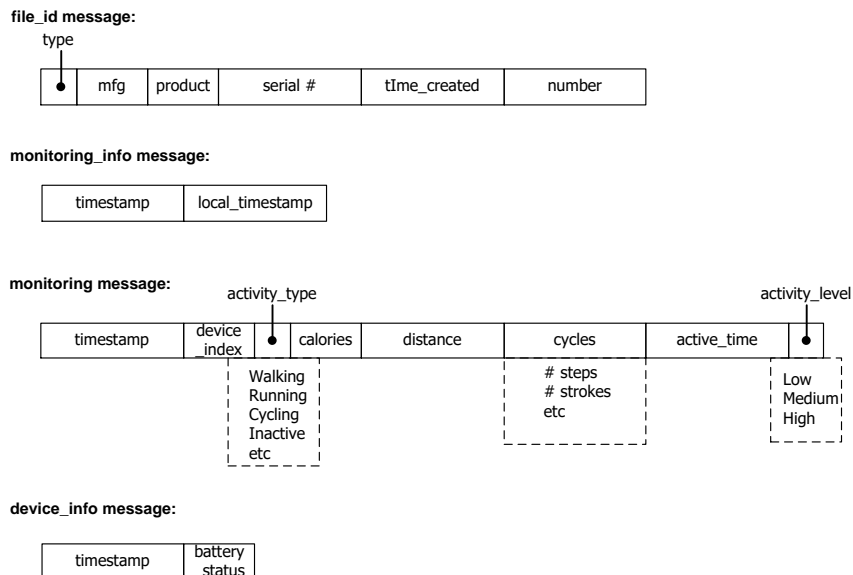 file_id message:
type
mfg product serial # tIme_created number
monitoring_info message:
timestamp local_timestamp
monitoring message:
activity_type activity_level
timestamp device _index calories distance cycles active_time
Walking
Running
Cycling
Inactive
etc
# steps
# strokes
etc
Low
Medium
High
device_info message:
timestamp battery status